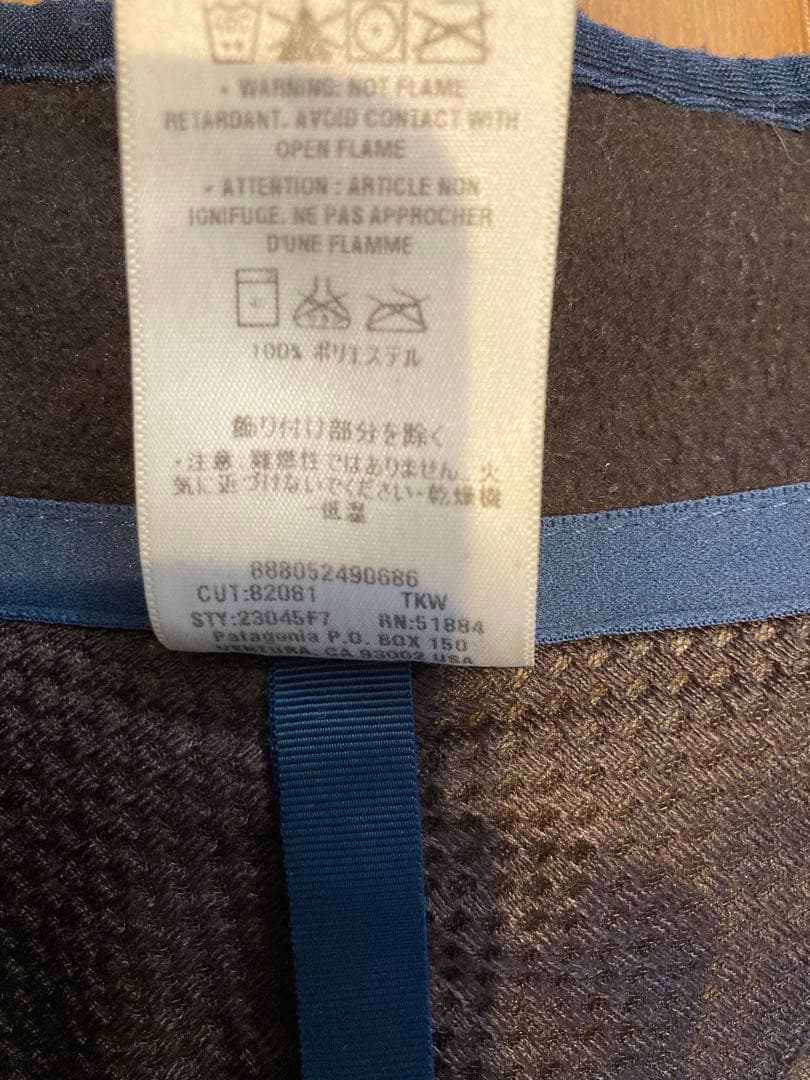 • WARNING: NOT FLAME
RETARDANT. AVOID CONTACT WITH
OPEN FLAME
• ATTENTION : ARTICLE NON
IGNIFUGE. NE PAS APPROCHER
D'UNE FLAMME
100% ポリエステル
飾り付け部分を除く
・注意:難燃性ではありません。火
気に近づけないでください・乾燥機
―低温
888052490686
CUT:82081 TKW
STY:23045F7 RN:51884
Patagonia P.O. BOX 150
VENTURA, CA 93002 USA